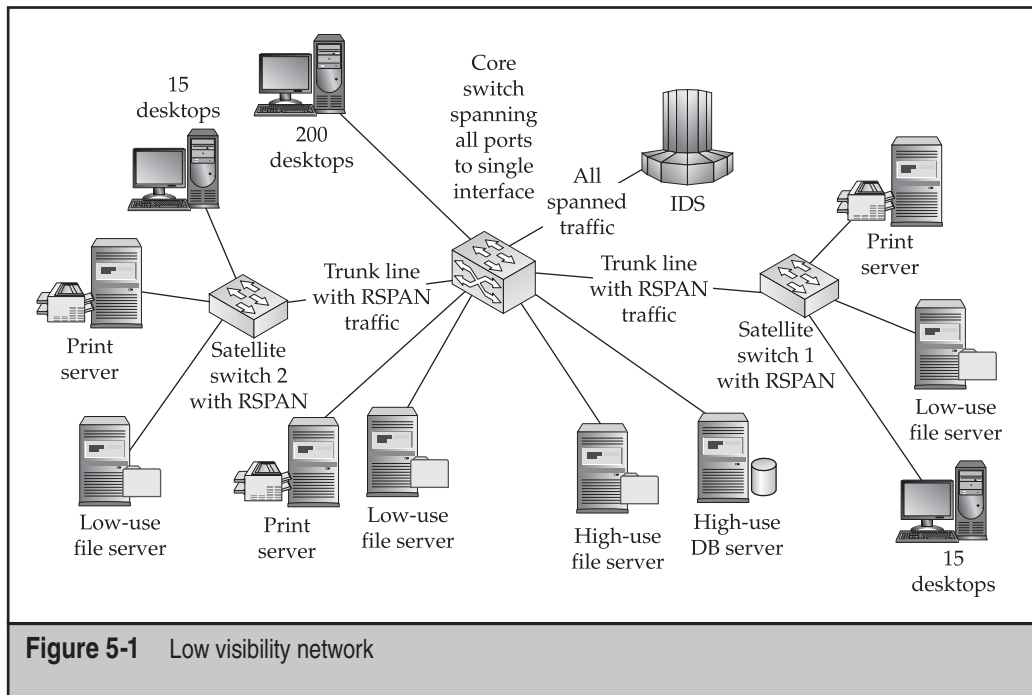 15
desktops
200
desktops
Core
switch
spanning
all ports
to single
interface
All
spanned
traffic
IDS
Print
server
Trunk line
with RSPAN
traffic
Trunk line
with RSPAN
traffic
Print
server
Satellite
switch 2
with RSPAN
Satellite
switch 1
with RSPAN
Low-use
file server
Low-use
file server
Print
server
Low-use
file server
High-use
file server
High-use
DB server
15
desktops
Figure 5-1 Low visibility network